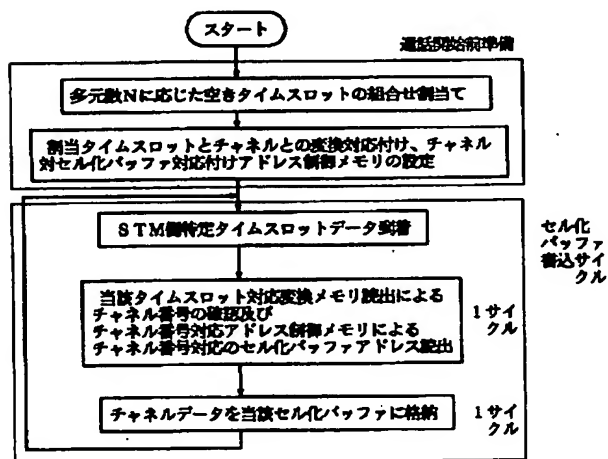 スタート
通話開始前準備
多元数Nに応じた空きタイムスロットの組合せ割当て
割当タイムスロットとチャネルとの変換対応付け、チャネル
対セル化バッファ対応付けアドレス制御メモリの設定
STM側特定タイムスロットデータ到着
セル化
バッファ
書込サイ
クル
当該タイムスロット対応変換メモリ読出による
チャネル番号の確認及び
チャネル番号対応アドレス制御メモリによる
チャネル番号対応のセル化バッファアドレス読出
1サイ
クル
チャネルデータを当該セル化バッファに格納
1サイ
クル